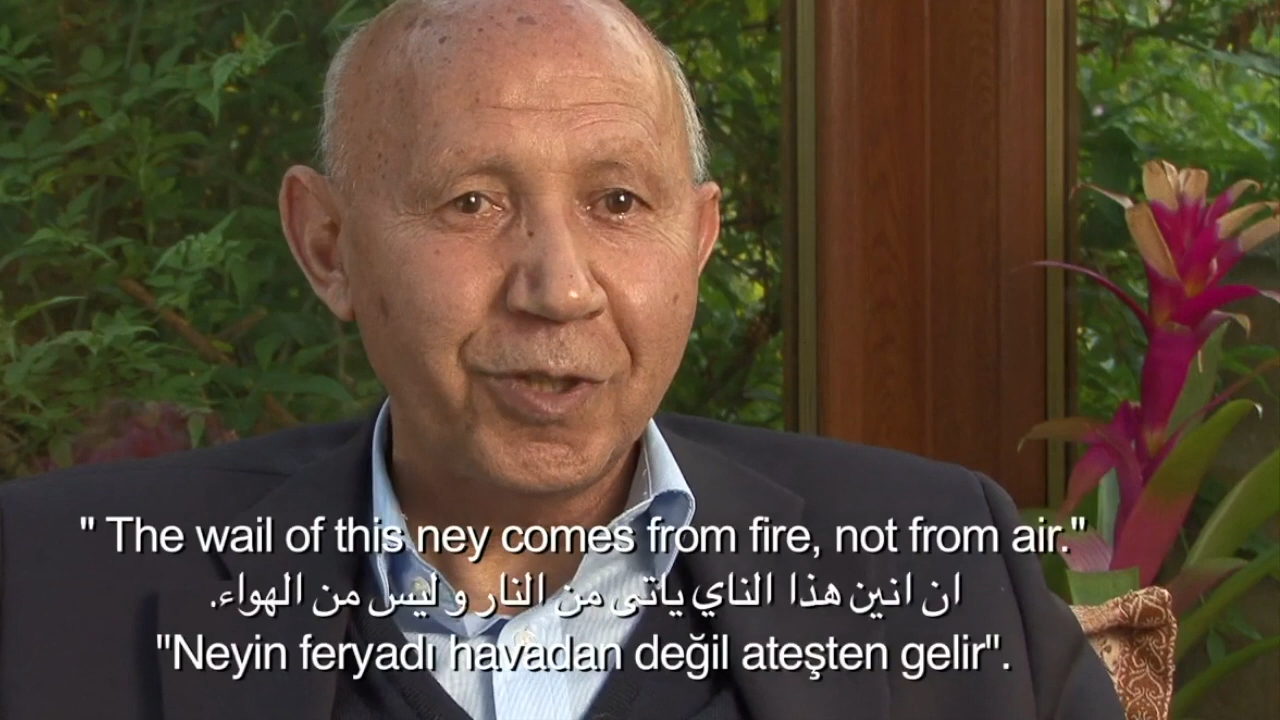 " The wail of this ney comes from fire, not from air."
ان انين هذا الناي ياتى من النار و ليس من الهواء.
"Neyin feryadı havadan değil ateşten gelir".